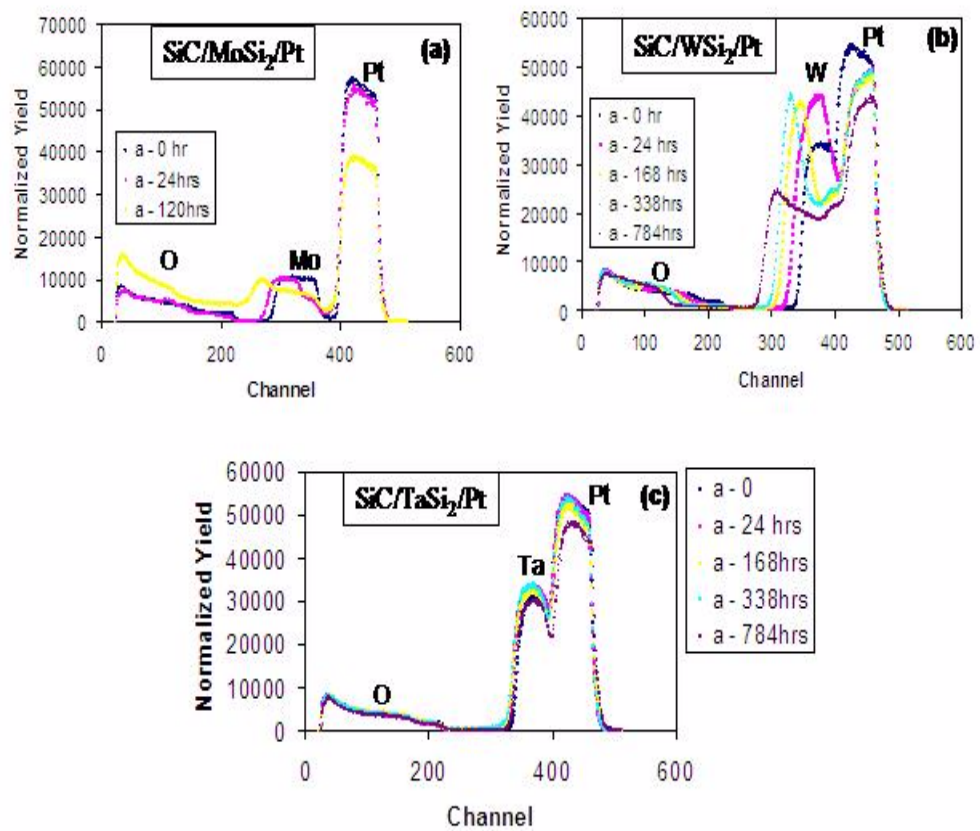 SiC/MoSi2/Pt
(a)
Pt
Normalized Yield
70000
60000
50000
40000
30000
20000
10000
0
a - 0 hr
a - 24hrs
a - 120hrs
O
Mo
0
200
400
600
Channel
SiC/WSi2/Pt
Pt
(b)
W
Normalized Yield
60000
50000
40000
30000
20000
10000
0
a - 0 hr
a - 24 hrs
a - 168 hrs
a - 338hrs
a - 784hrs
O
0
100
200
300
400
500
600
Channel
SiC/TaSi2/Pt
Pt
(c)
Ta
Normalized Yield
60000
50000
40000
30000
20000
10000
0
O
0
200
400
600
Channel
a - 0
a - 24 hrs
a - 168hrs
a - 338hrs
a - 784hrs